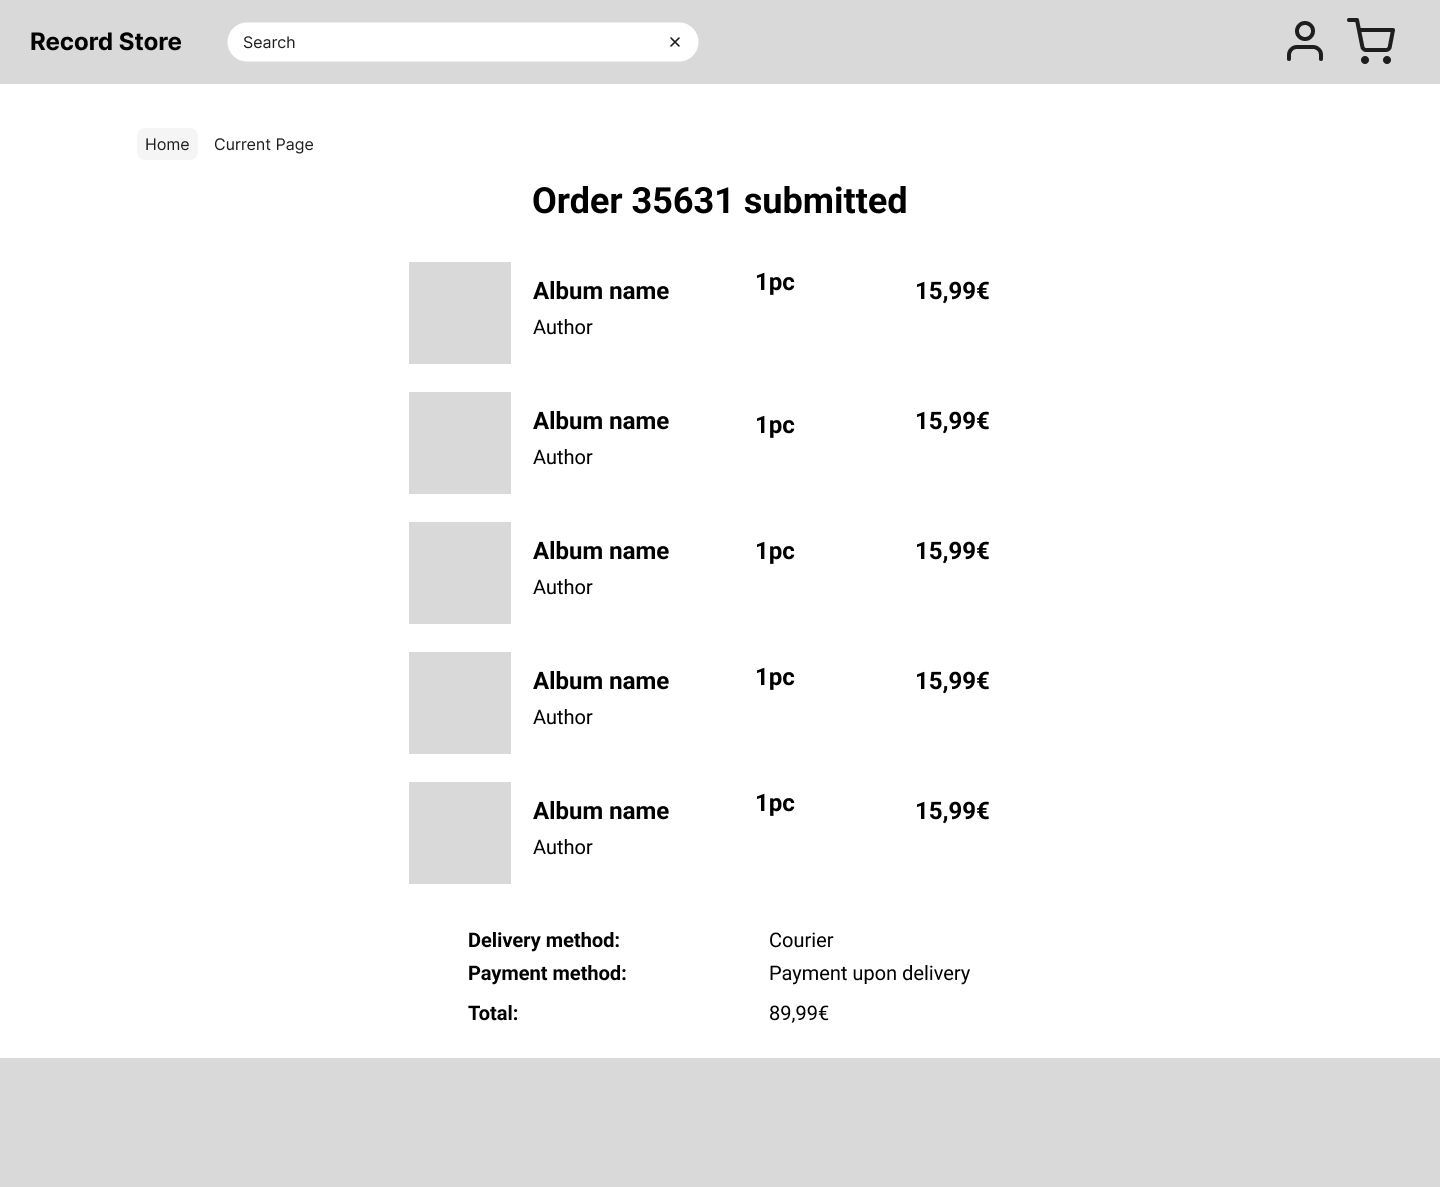 Record Store
Search
Home Current Page
Order 35631 submitted
Album name 1pc 15,99€
Author
Album name 1pc 15,99€
Author
Album name 1pc 15,99€
Author
Album name 1pc 15,99€
Author
Album name 1pc 15,99€
Author
Delivery method: Courier
Payment method: Payment upon delivery
Total: 89,99€